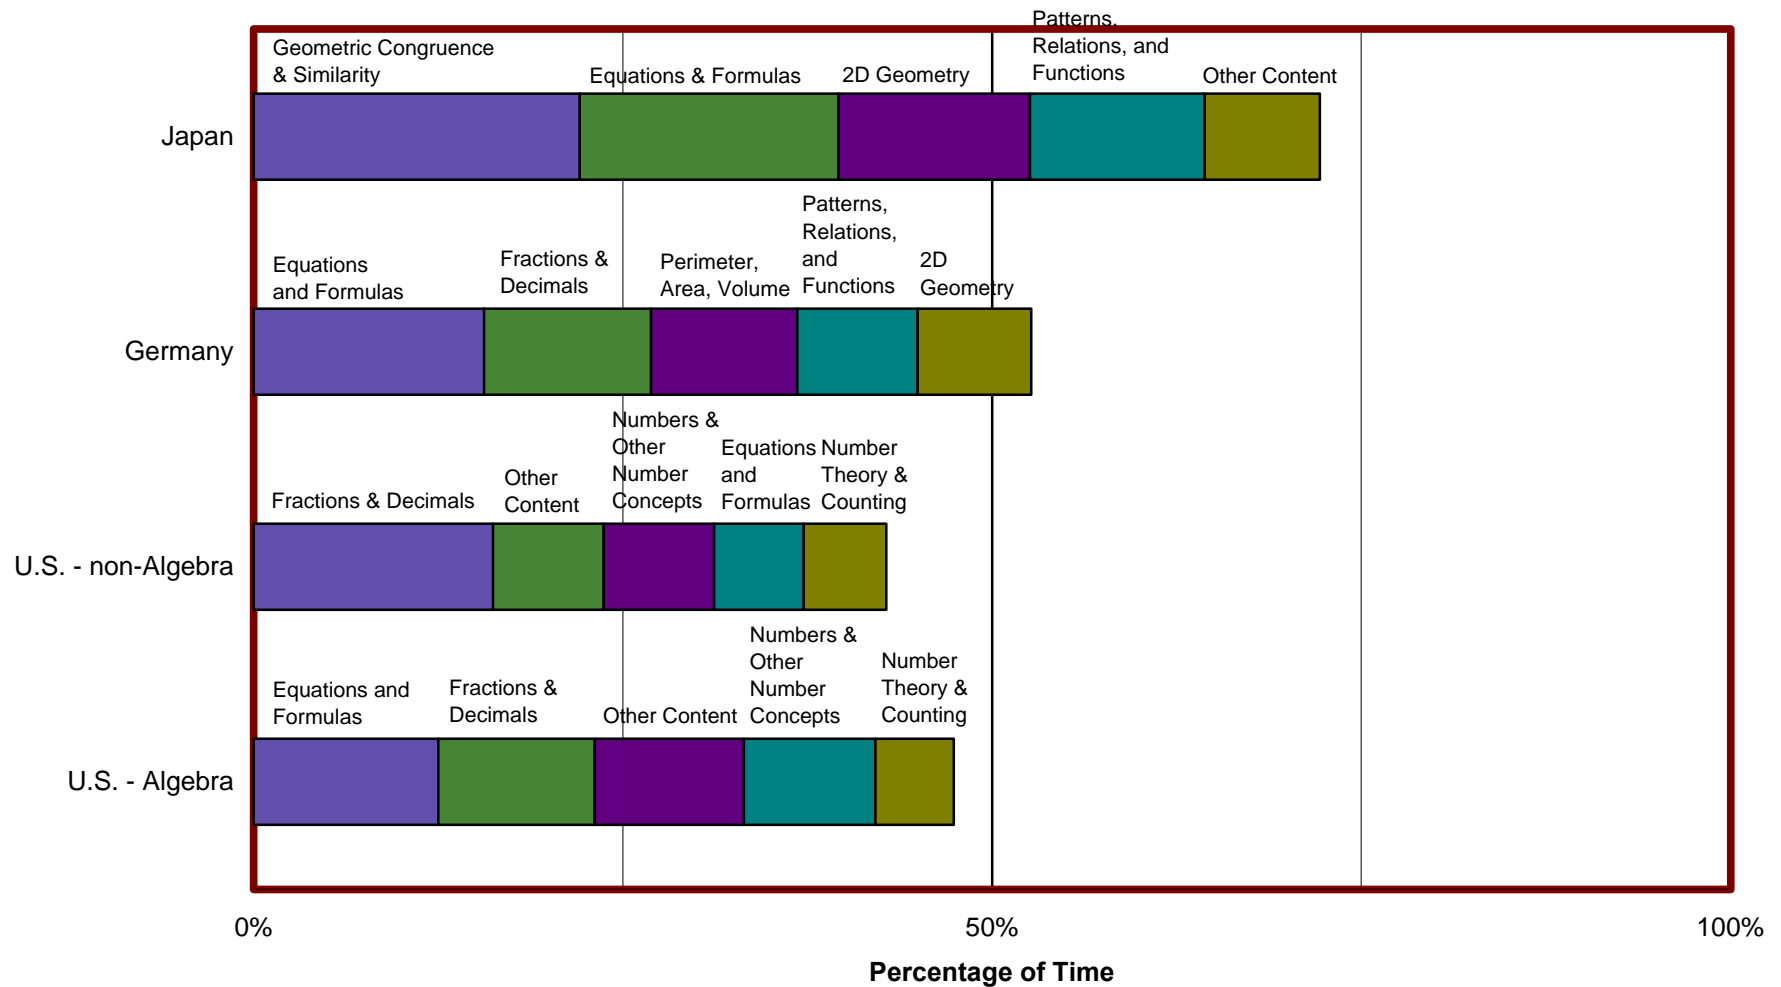 Patterns,
Relations, and
Functions
Geometric Congruence
& Similarity
Equations & Formulas
2D Geometry
Other Content
Japan
Patterns,
Relations,
and
Functions
Equations
and Formulas
Fractions &
Decimals
Perimeter,
Area, Volume
2D
Geometry
Germany
Numbers &
Other
Number
Concepts
Fractions & Decimals
Other
Content
Equations
and
Formulas
Number
Theory &
Counting
U.S. - non-Algebra
Numbers &
Other
Number
Concepts
Equations and
Formulas
Fractions &
Decimals
Other Content
Number
Theory &
Counting
U.S. - Algebra
0%
50%
100%
Percentage of Time